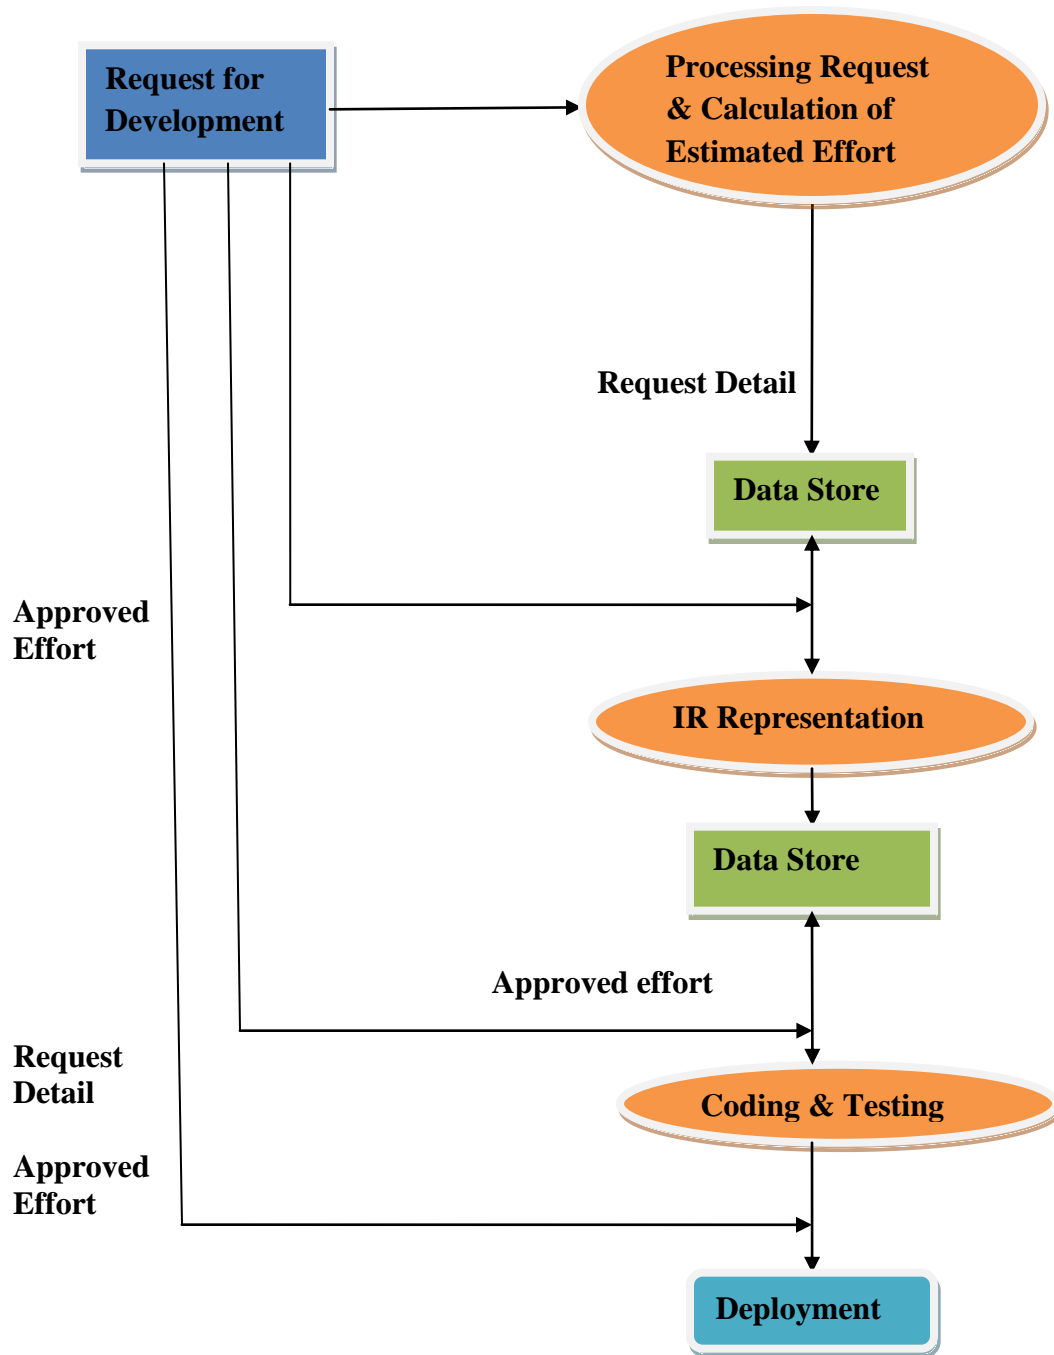 Request for
Development
Processing Request
& Calculation of
Estimated Effort
Request Detail
Data Store
Approved
Effort
IR Representation
Data Store
Approved effort
Request
Detail
Coding & Testing
Approved
Effort
Deployment